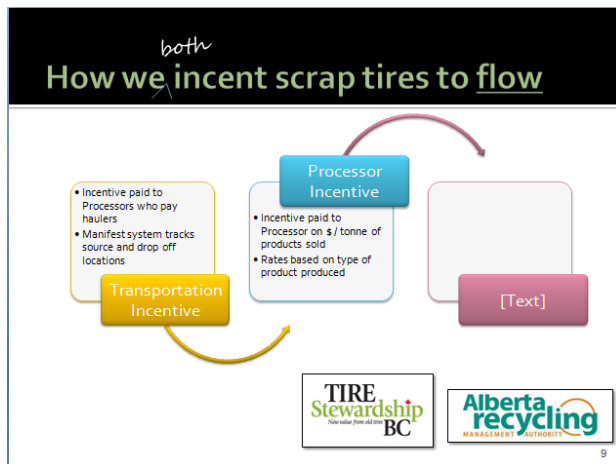 both
How we incent scrap tires to flow
• Incentive paid to
Processors who pay
haulers
• Manifest system tracks
source and drop off
locations
Transportation
Incentive
Processor
Incentive
• Incentive paid to
Processor on $/tonne of
products sold
• Rates based on type of
product produced
[Text]
TIRE
Stewardship
New value from old tires
BC
Alberta
recycling
MANAGEMENT AUTHORITY
9